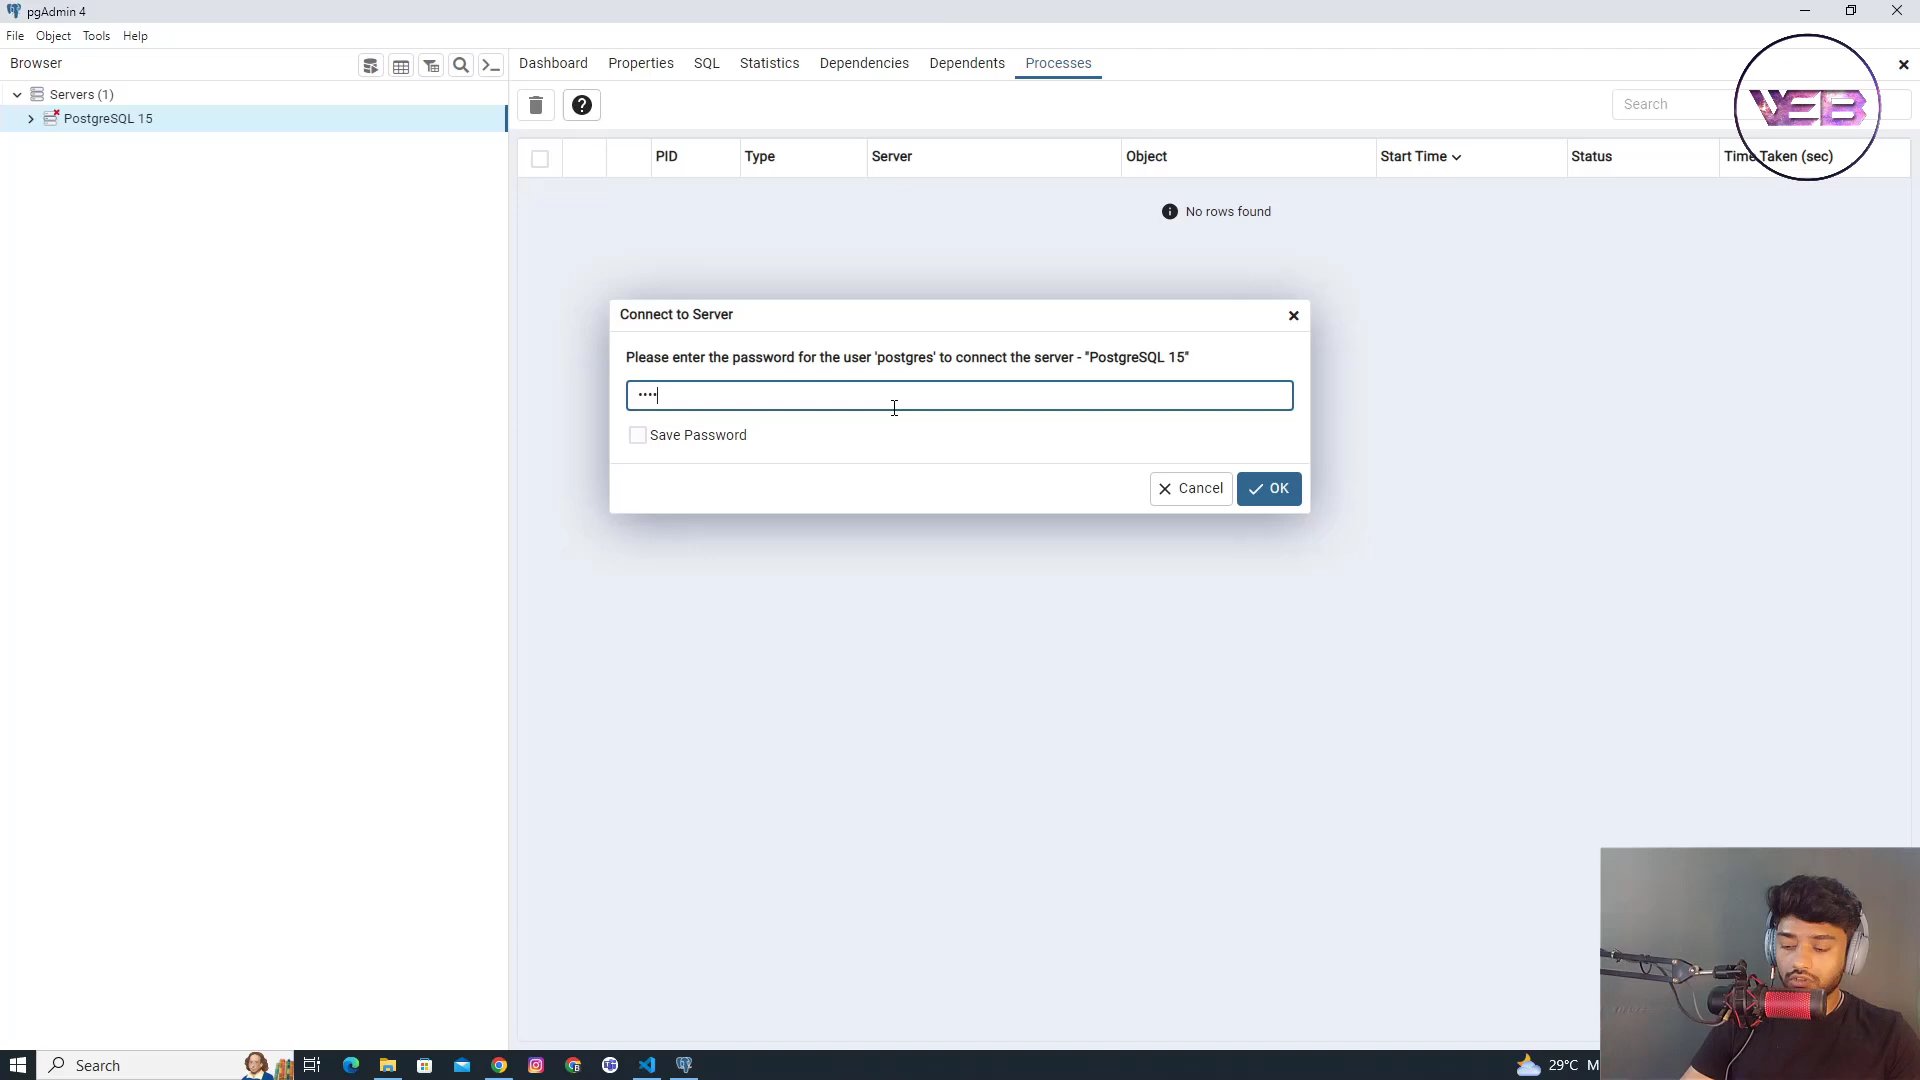 pgAdmin 4
File Object Tools Help
Browser
Dashboard Properties SQL Statistics Dependencies Dependents Processes
Servers (1)
PostgreSQL 15
Search
VEB
PID Type Server Object Start Time Status Time Taken (sec)
No rows found
Connect to Server
Please enter the password for the user 'postgres' to connect the server - "PostgreSQL 15"
••••
Save Password
Cancel OK
Search
29°C M